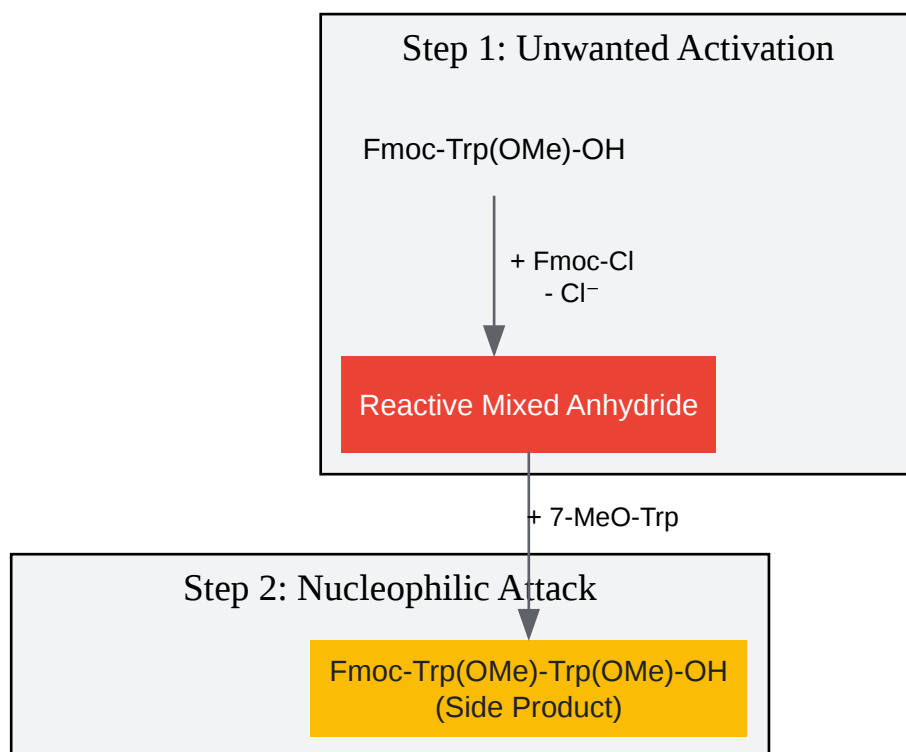 Step 1: Unwanted Activation
Fmoc-Trp(OMe)-OH
+ Fmoc-Cl
- Cl⁻
Reactive Mixed Anhydride
+ 7-MeO-Trp
Step 2: Nucleophilic Attack
Fmoc-Trp(OMe)-Trp(OMe)-OH
(Side Product)